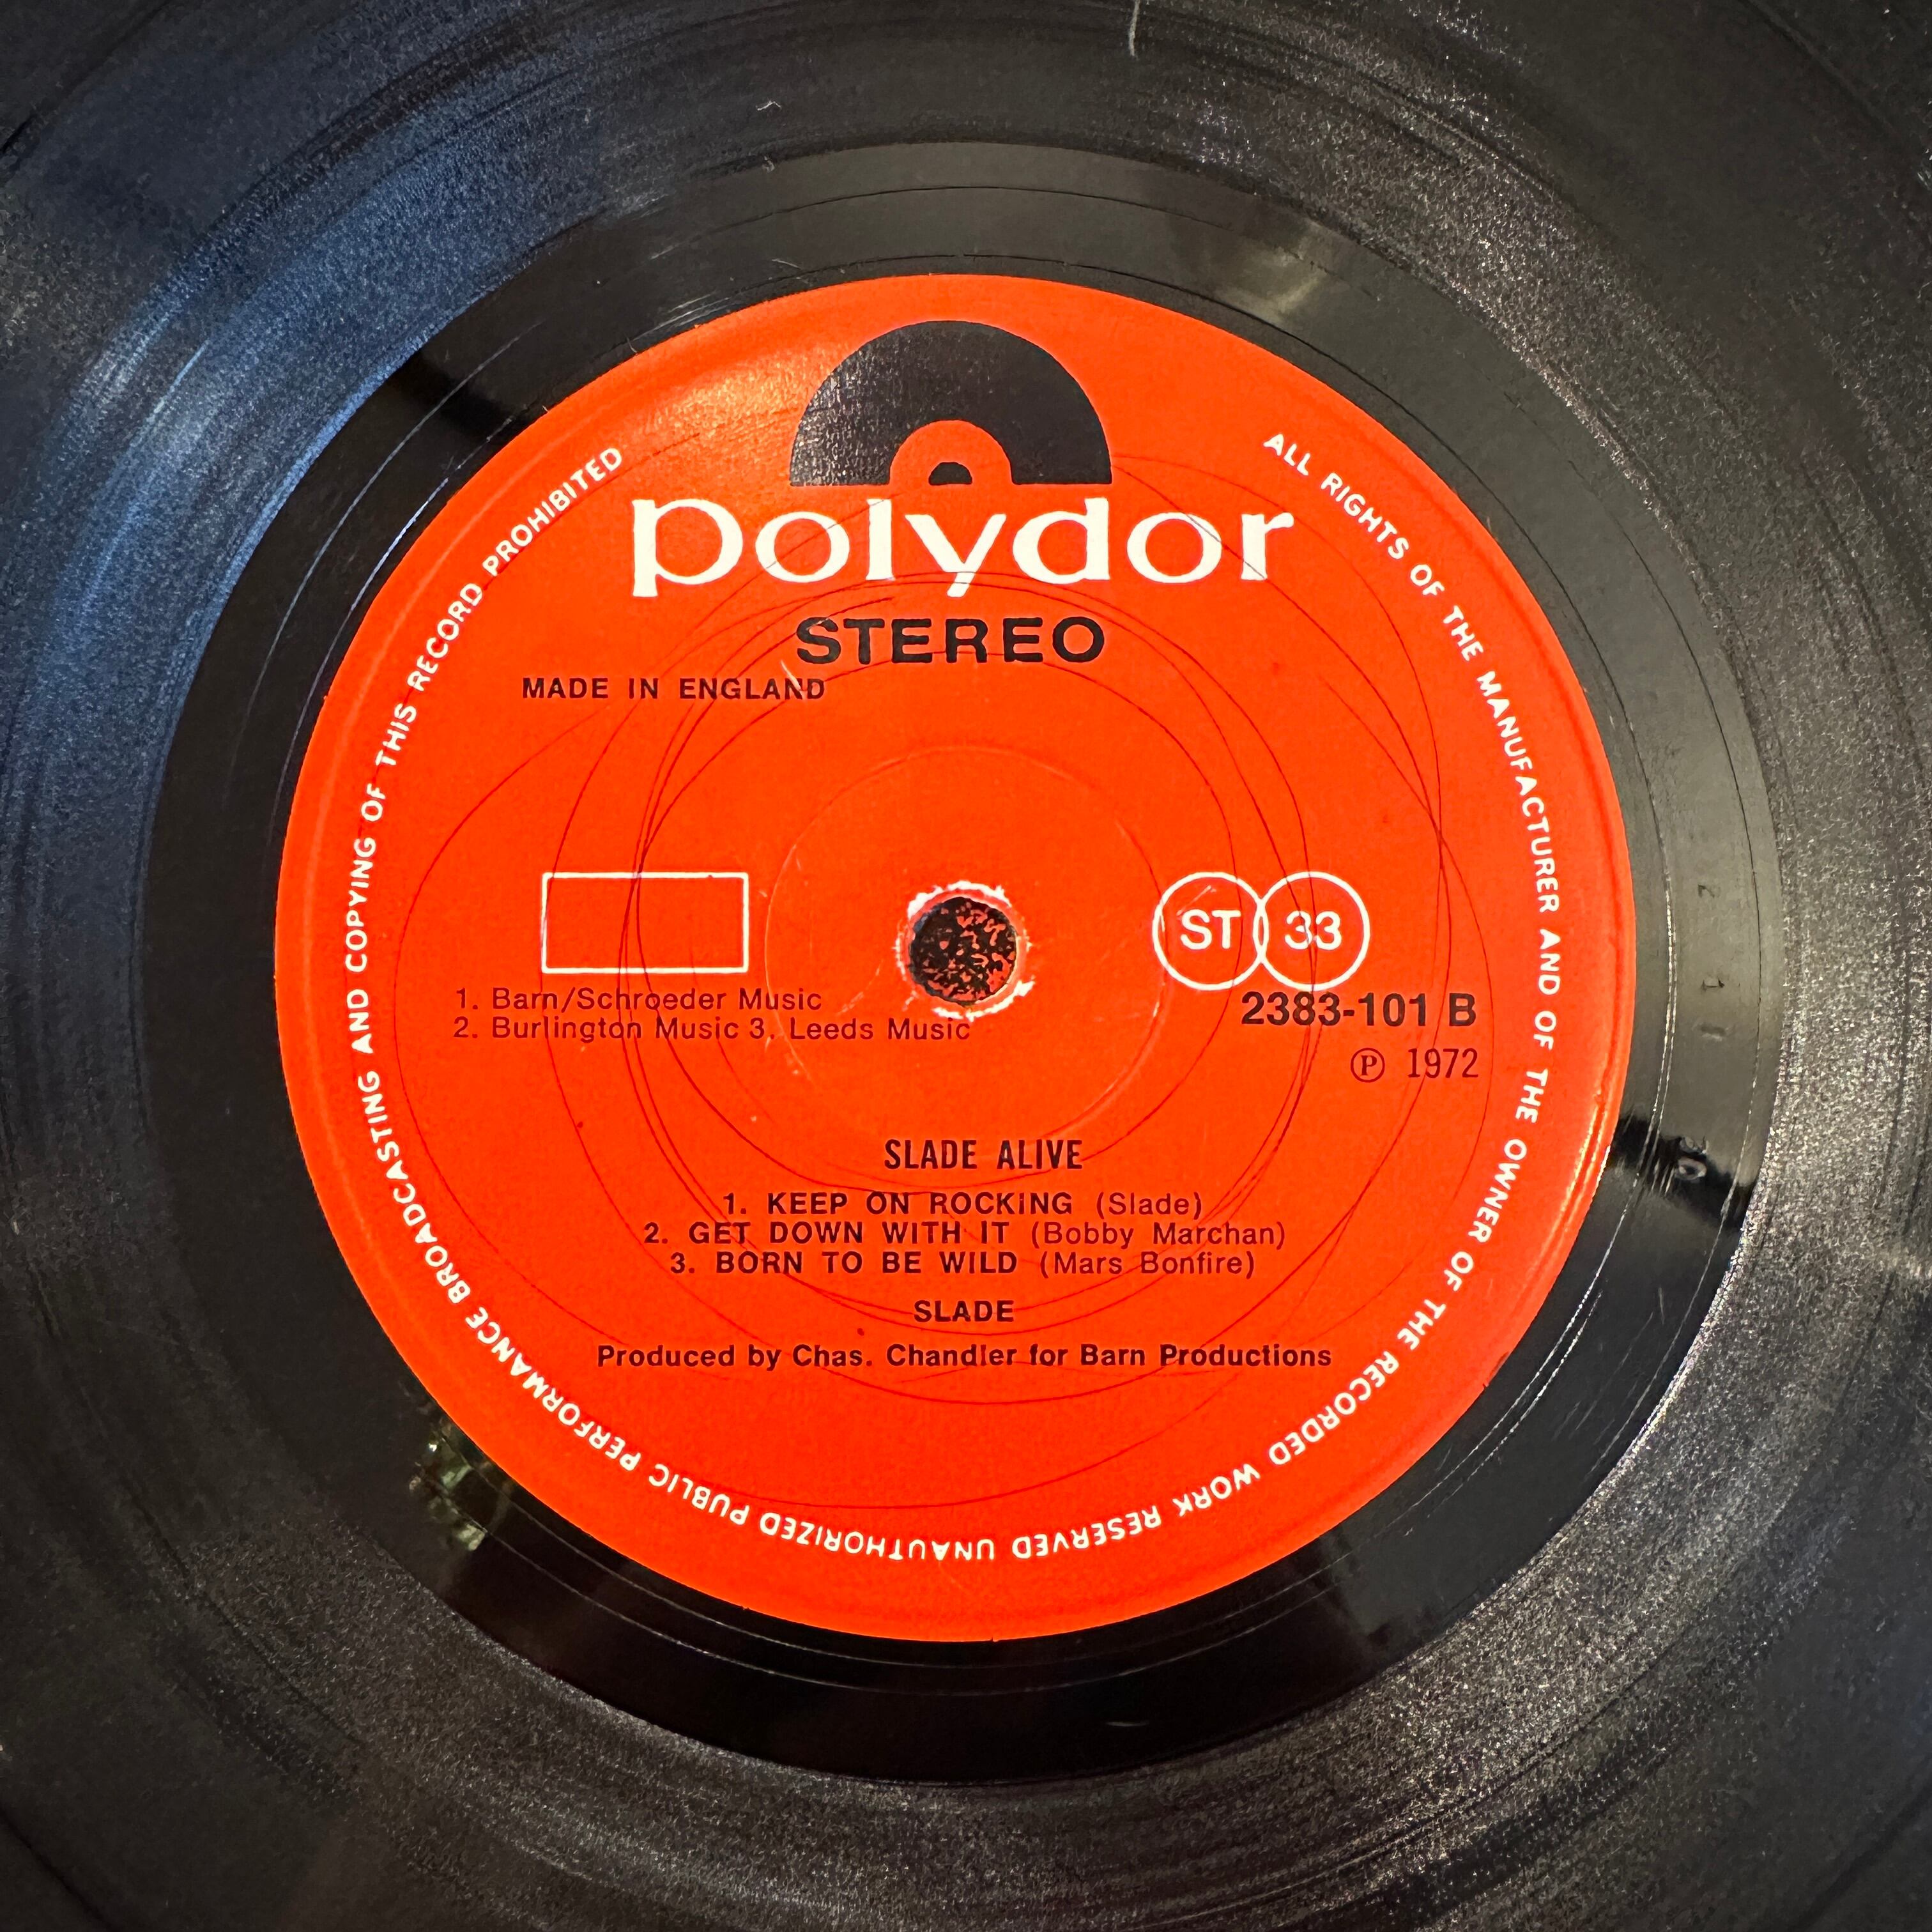 polydor
STEREO
MADE IN ENGLAND
ST 33
1. Barn/Schroeder Music
2. Burlington Music 3. Leeds Music
2383-101 B
Ⓟ 1972
SLADE ALIVE
1. KEEP ON ROCKING (Slade)
2. GET DOWN WITH IT (Bobby Marchan)
3. BORN TO BE WILD (Mars Bonfire)
SLADE
Produced by Chas. Chandler for Barn Productions
ALL RIGHTS OF THE MANUFACTURER AND OF THE OWNER OF THE RECORDED WORK RESERVED UNAUTHORIZED PUBLIC PERFORMANCE BROADCASTING AND COPYING OF THIS RECORD PROHIBITED